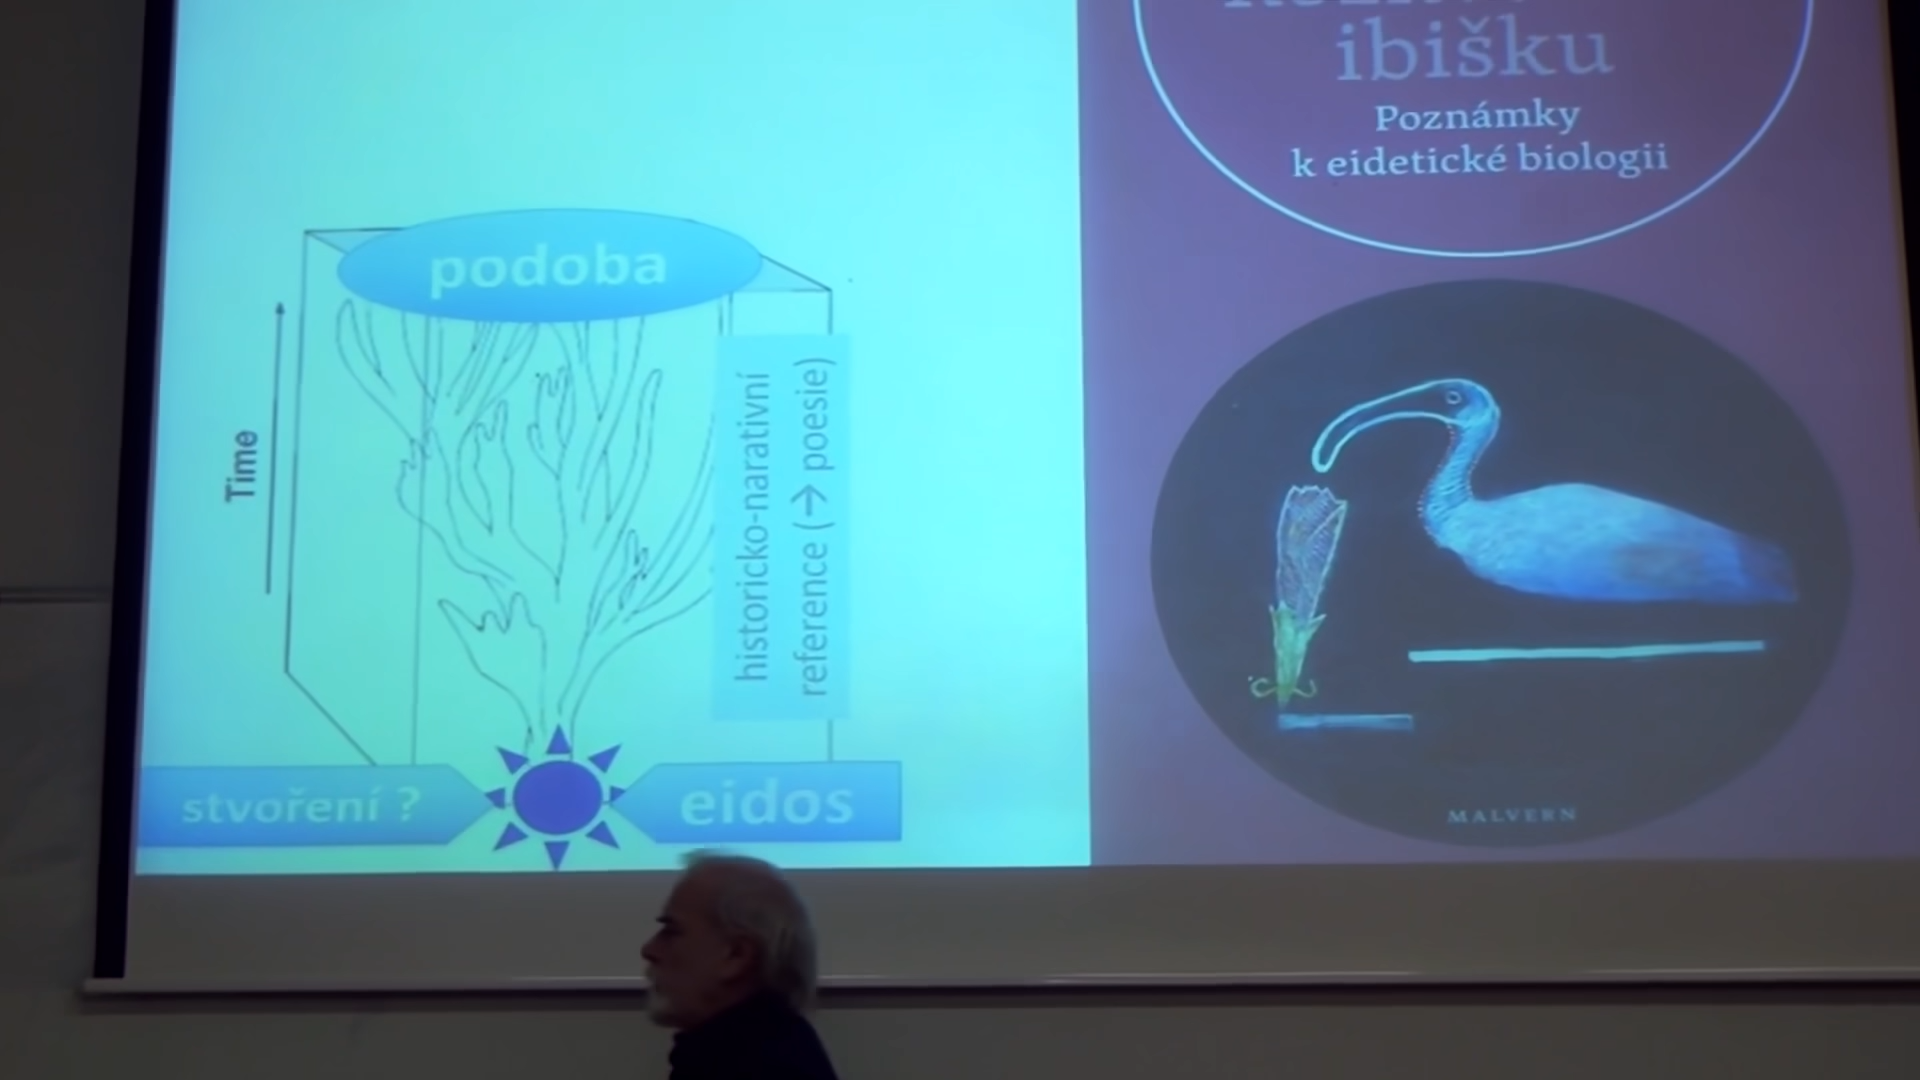 podoba
Time
historicko-narativní
reference (→ poesie)
stvoření ?
eidos
ibišku
Poznámky
k eidetické biologii
MALVERN